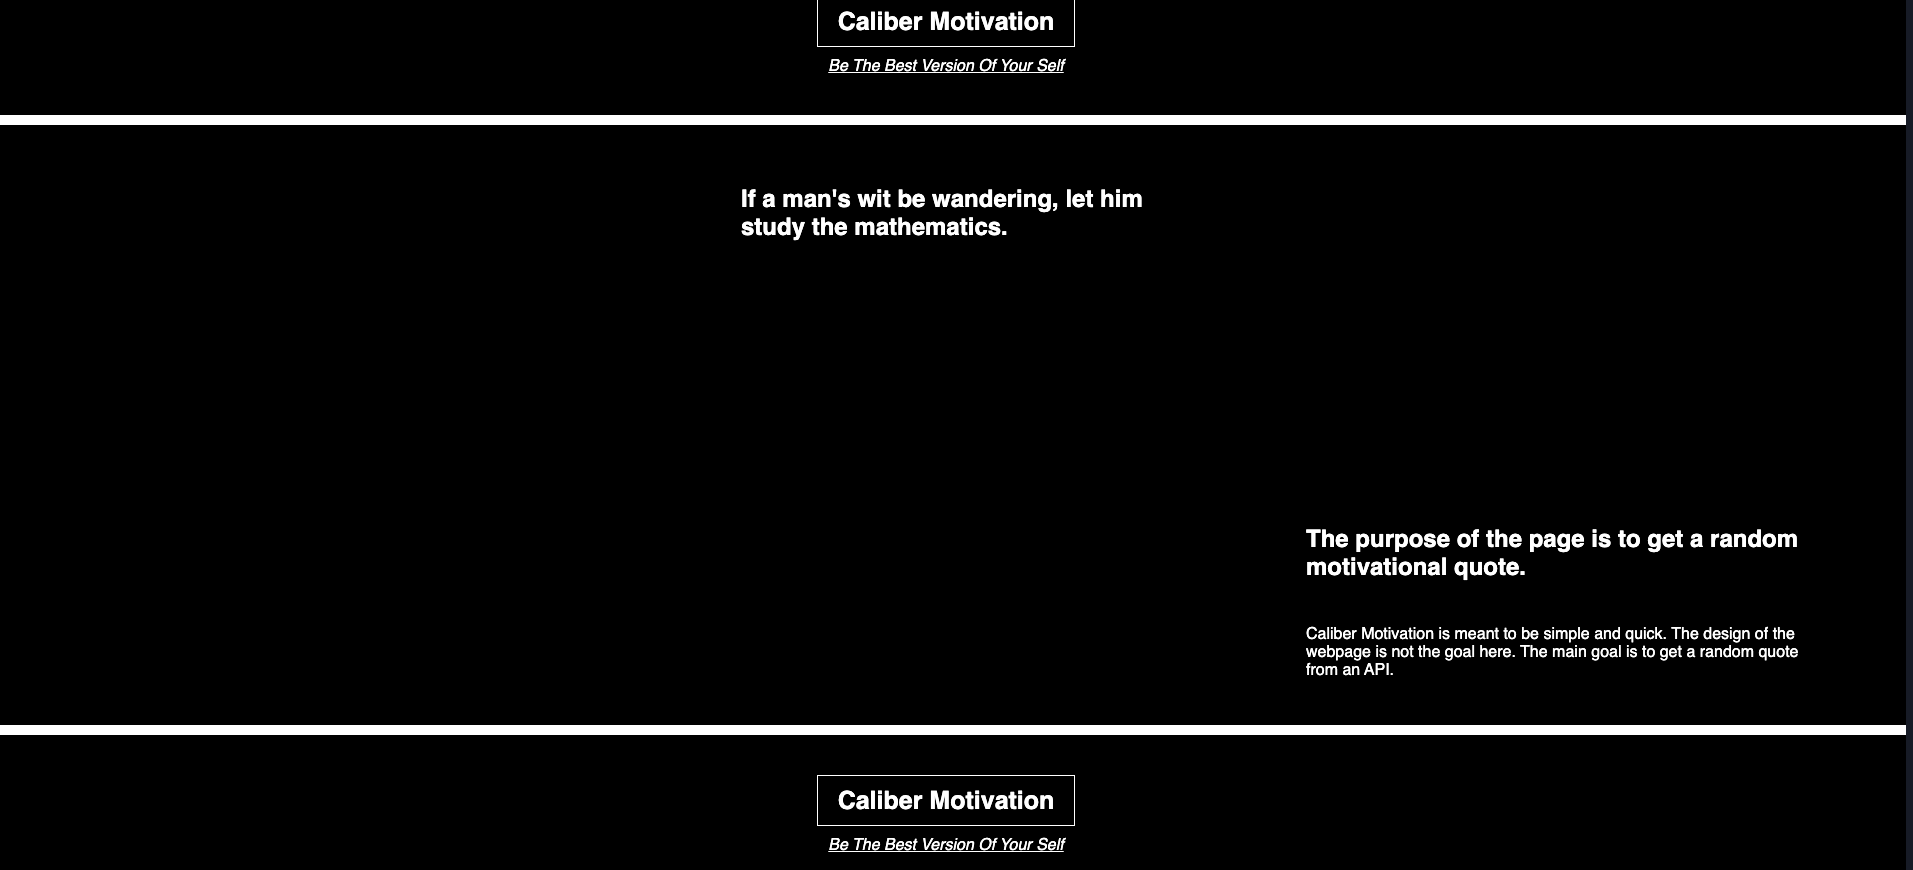 Caliber Motivation
Be The Best Version Of Your Self
If a man's wit be wandering, let him
study the mathematics.
The purpose of the page is to get a random
motivational quote.
Caliber Motivation is meant to be simple and quick. The design of the
webpage is not the goal here. The main goal is to get a random quote
from an API.
Caliber Motivation
Be The Best Version Of Your Self